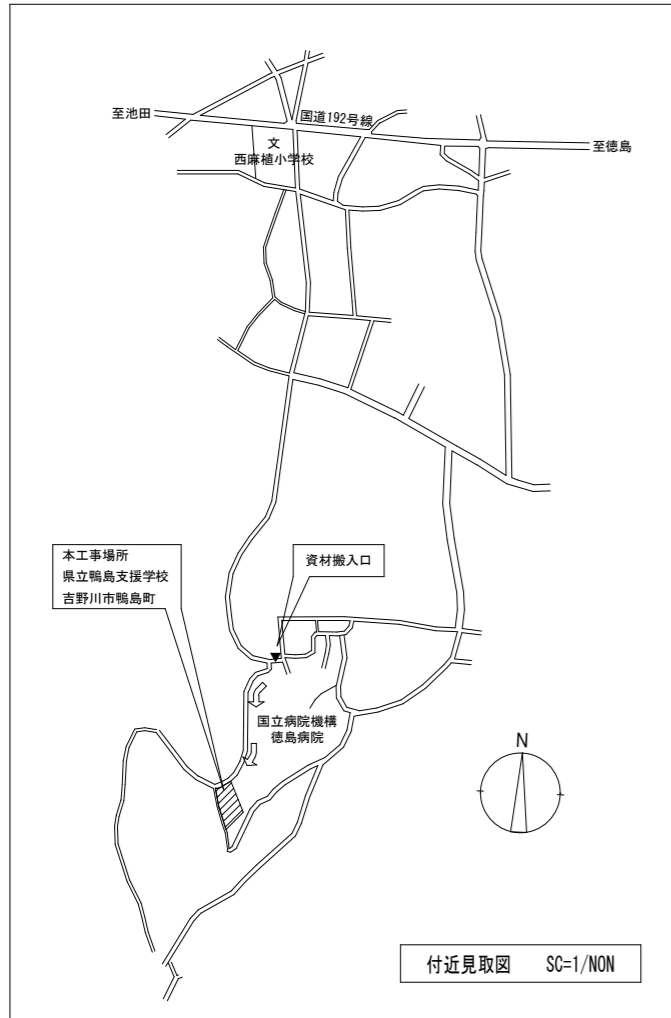 至池田
国道192号線
至徳島
文
西麻植小学校
本工事場所
県立鴨島支援学校
吉野川市鴨島町
資材搬入口
国立病院機構
徳島病院
N
付近見取図 SC=1/NON